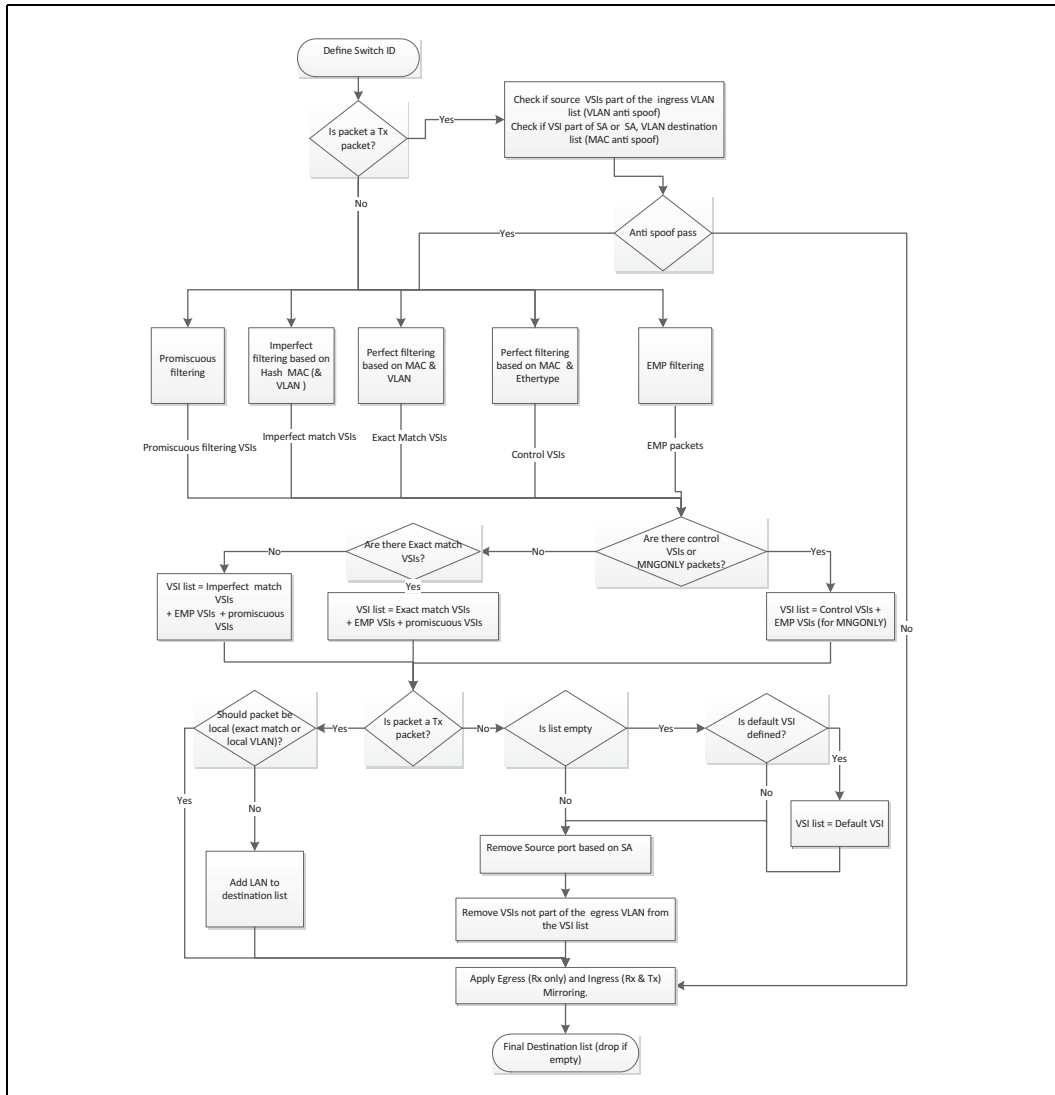 Define Switch ID
Is packet a Tx
packet?
Yes
Check if source VSIs part of the ingress VLAN
list (VLAN anti spoof)
Check if VSI part of SA or SA, VLAN destination
list (MAC anti spoof)
No
Yes
Anti spoof pass
Promiscuous
filtering
Imperfect
filtering based on
Hash MAC (&
VLAN )
Perfect filtering
based on MAC &
VLAN
Perfect filtering
based on MAC &
Ethertype
EMP filtering
Promiscuous filtering VSIs
Imperfect match VSIs
Exact Match VSIs
Control VSIs
EMP packets
Are there control
VSIs or
MNGONLY packets?
No
Yes
Are there Exact match
VSIs?
No
Yes
VSI list = Imperfect match
VSIs
+ EMP VSIs + promiscuous
VSIs
VSI list = Exact match VSIs
+ EMP VSIs + promiscuous VSIs
VSI list = Control VSIs +
EMP VSIs (for MNGONLY)
No
Should packet be
local (exact match or
local VLAN)?
Yes
Is packet a Tx
packet?
No
Is list empty
Yes
Is default VSI
defined?
Yes
Yes
No
No
No
VSI list = Default VSI
Add LAN to
destination list
Remove Source port based on SA
Remove VSIs not part of the egress VLAN from
the VSI list
Apply Egress (Rx only) and Ingress (Rx & Tx)
Mirroring.
Final Destination list (drop if
empty)